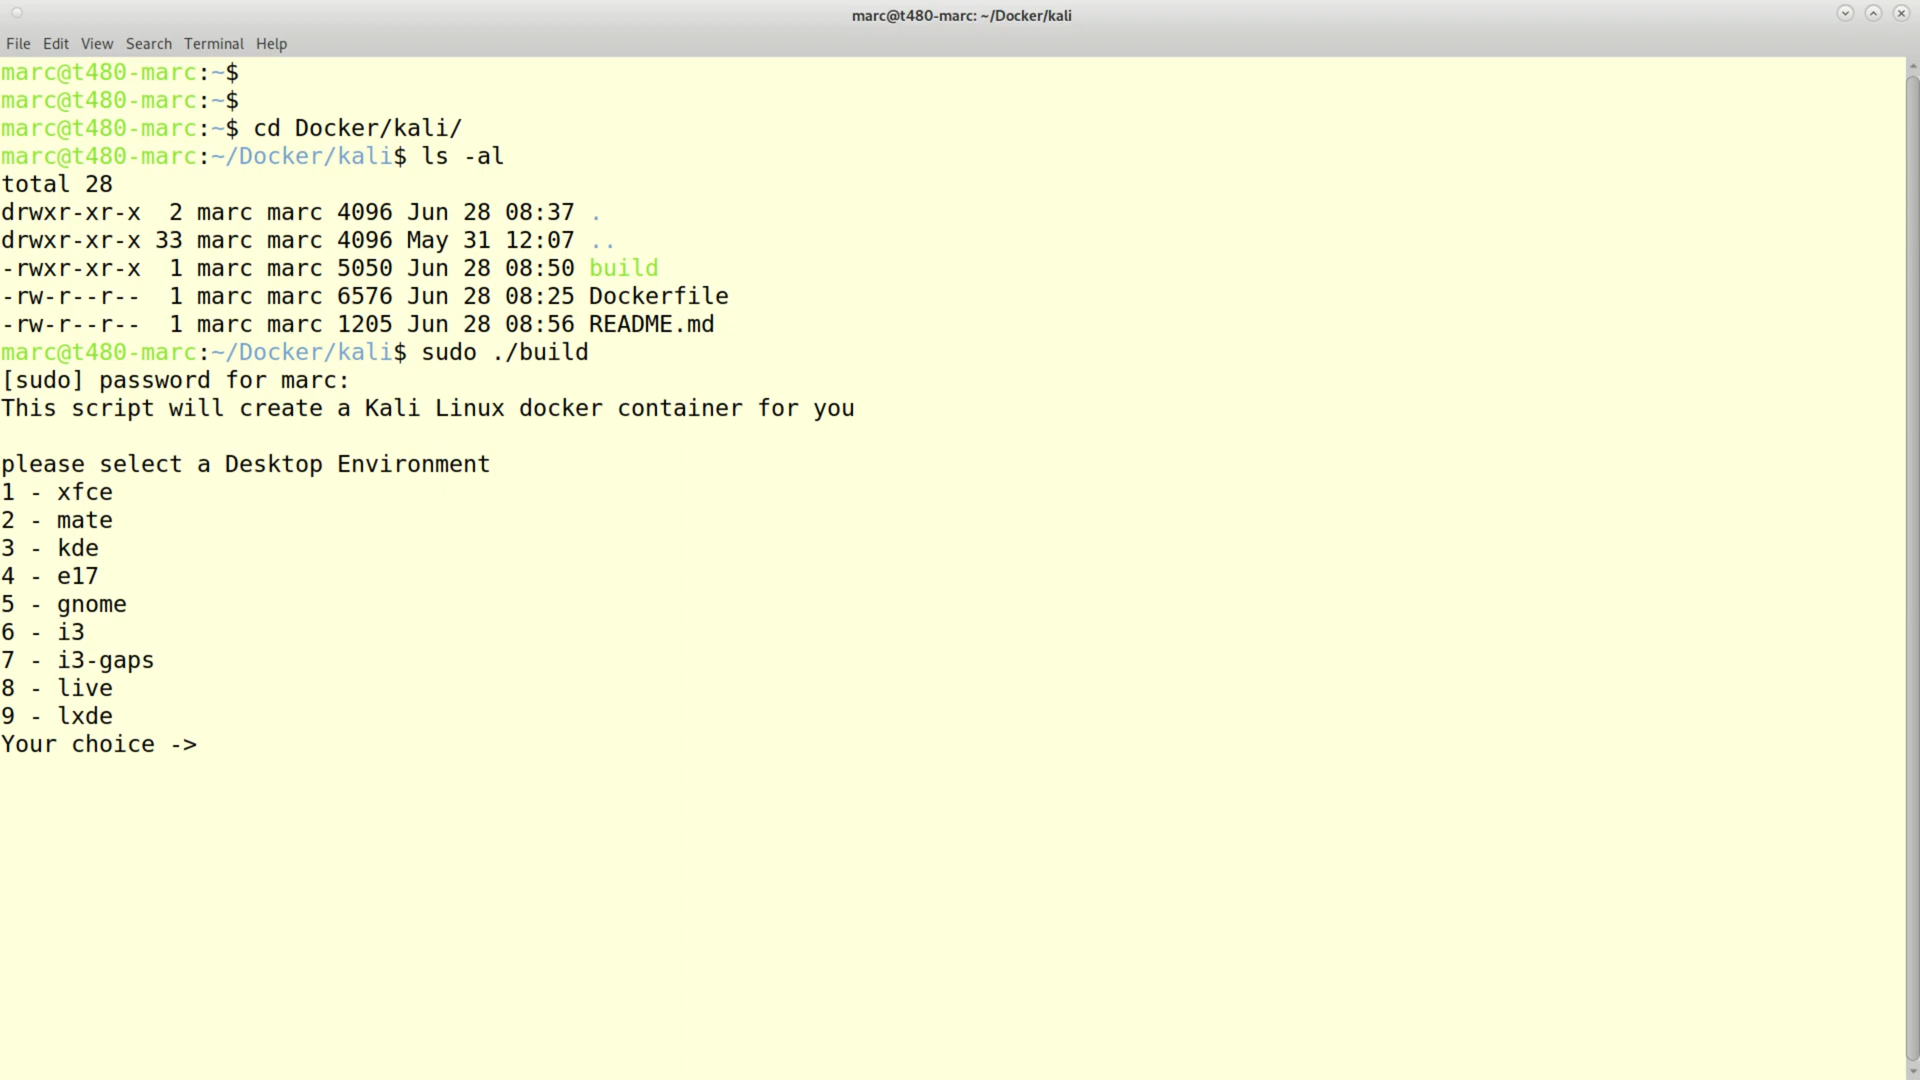 marc@t480-marc: ~/Docker/kali
File Edit View Search Terminal Help
marc@t480-marc:~$
marc@t480-marc:~$
marc@t480-marc:~$ cd Docker/kali/
marc@t480-marc:~/Docker/kali$ ls -al
total 28
drwxr-xr-x  2 marc marc 4096 Jun 28 08:37 .
drwxr-xr-x 33 marc marc 4096 May 31 12:07 ..
-rwxr-xr-x  1 marc marc 5050 Jun 28 08:50 build
-rw-r--r--  1 marc marc 6576 Jun 28 08:25 Dockerfile
-rw-r--r--  1 marc marc 1205 Jun 28 08:56 README.md
marc@t480-marc:~/Docker/kali$ sudo ./build
[sudo] password for marc:
This script will create a Kali Linux docker container for you
please select a Desktop Environment
1 - xfce
2 - mate
3 - kde
4 - e17
5 - gnome
6 - i3
7 - i3-gaps
8 - live
9 - lxde
Your choice ->